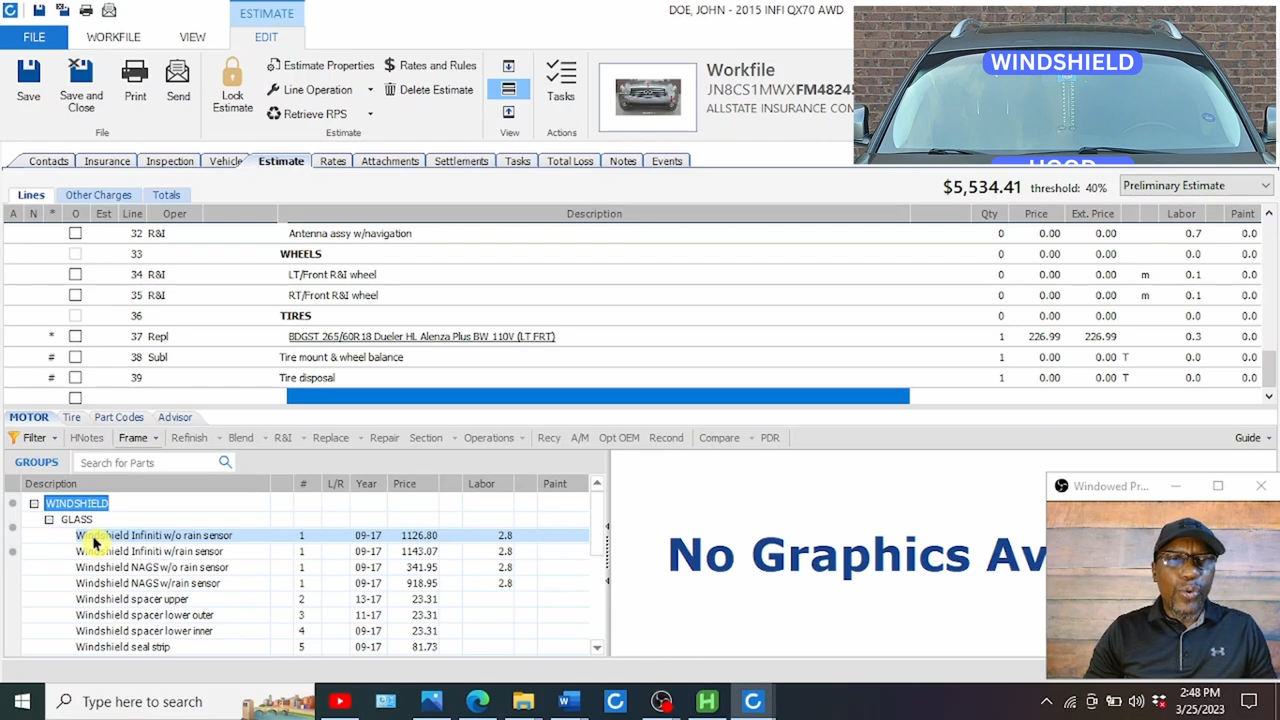 ESTIMATE
DOE, JOHN - 2015 INFI QX70 AWD
FILE WORKFILE VIEW EDIT
Save
Save and Close
Print
Send
File
Lock Estimate
Estimate Properties
Line Operation
Retrieve RPS
$ Rates and Rules
Delete Estimate
Estimate
View
Tasks
Actions
Workfile
JN8CS1MWXFM48245
ALLSTATE INSURANCE COM
WINDSHIELD
HOOD
Contacts Insurance Inspection Vehicle Estimate Rates Attachments Settlements Tasks Total Loss Notes Events
$5,534.41 threshold: 40% Preliminary Estimate
Lines Other Charges Totals
A N * O Est Line Oper Description Qty Price Ext. Price Labor Paint
32 R&I Antenna assy w/navigation 0 0.00 0.00 0.7 0.0
33 WHEELS 0 0.00 0.00 0.0 0.0
34 R&I LT/Front R&I wheel 0 0.00 0.00 m 0.1 0.0
35 R&I RT/Front R&I wheel 0 0.00 0.00 m 0.1 0.0
36 TIRES 0 0.00 0.00 0.0 0.0
* 37 Repl BDGST 265/60R18 Dueler HL Alenza Plus BW 110V (LT FRT) 1 226.99 226.99 0.3 0.0
# 38 Subl Tire mount & wheel balance 1 0.00 0.00 T 0.0 0.0
# 39 Tire disposal 1 0.00 0.00 T 0.0 0.0
MOTOR Tire Part Codes Advisor
Filter HNotes Frame Refinish Blend R&I Replace Repair Section Operations Recy A/M Opt OEM Recond Compare PDR Guide
GROUPS Search for Parts
Description # L/R Year Price Labor Paint
WINDSHIELD
GLASS
Windshield Infiniti w/o rain sensor 1 09-17 1126.80 2.8
Windshield Infiniti w/rain sensor 1 09-17 1143.07 2.8
Windshield NAGS w/o rain sensor 1 09-17 341.95 2.8
Windshield NAGS w/rain sensor 1 09-17 918.95 2.8
Windshield spacer upper 2 13-17 23.31
Windshield spacer lower outer 3 11-17 23.31
Windshield spacer lower inner 4 09-17 23.31
Windshield seal strip 5 09-17 81.73
No Graphics Av
Windowed Pr...
Type here to search
2:48 PM
3/25/2023